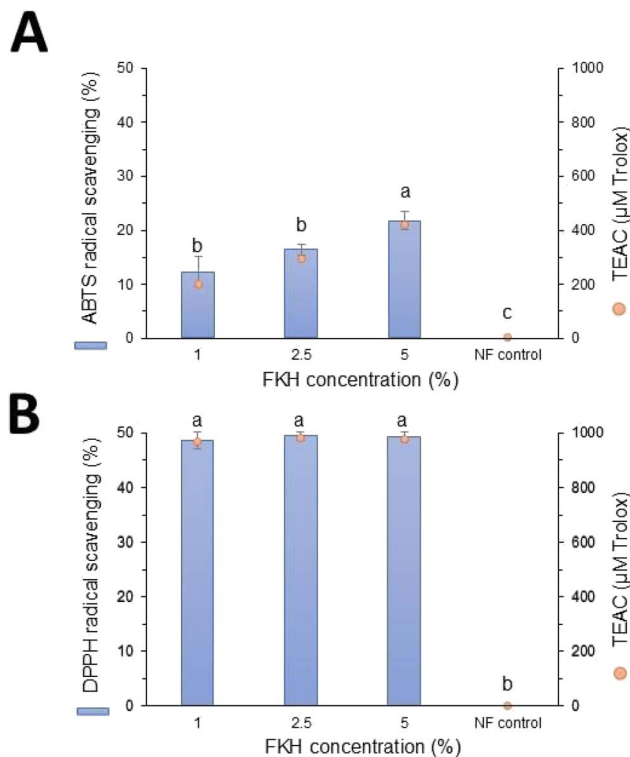 A
ABTS radical scavenging (%)
50
40
30
20
10
0
b
b
a
c
1000
800
600
400
200
0
TEAC (µM Trolox)
1 2.5 5 NF control
FKH concentration (%)
B
DPPH radical scavenging (%)
50
40
30
20
10
0
a
a
a
b
1000
800
600
400
200
0
TEAC (µM Trolox)
1 2.5 5 NF control
FKH concentration (%)